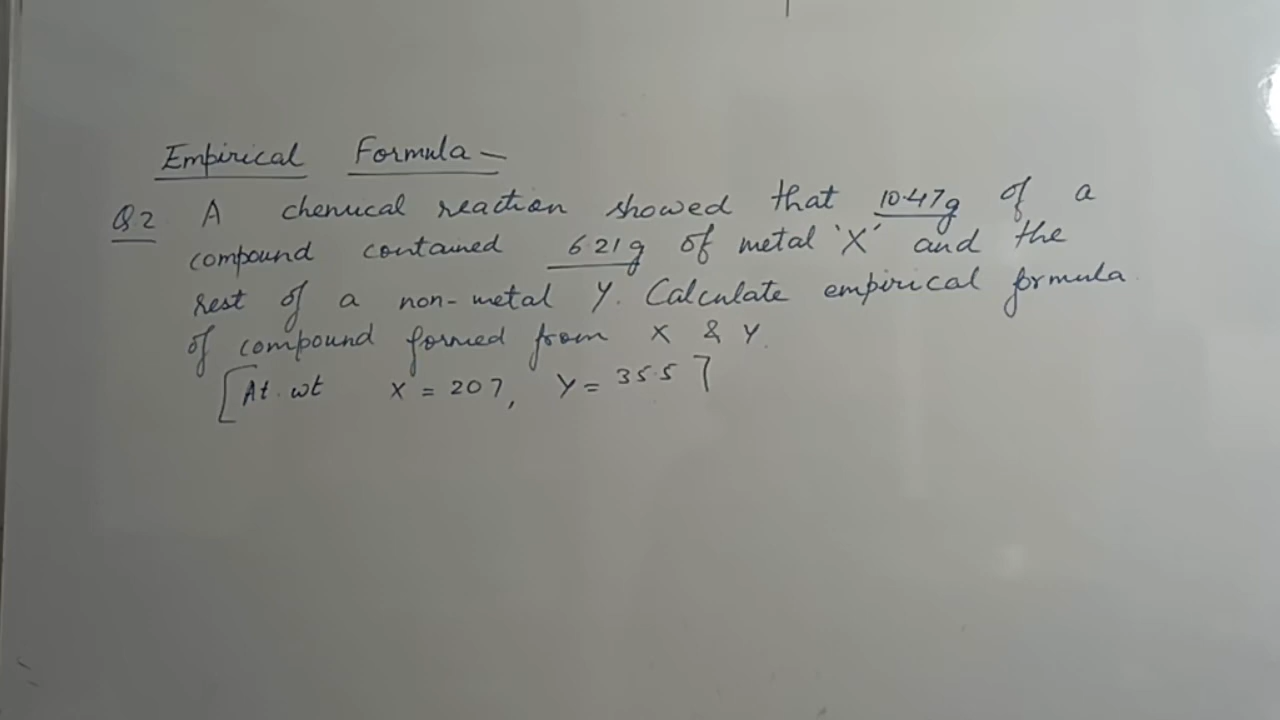 Empirical Formula -
Q2 A chemical reaction showed that 10.47g of a
compound contained 6.21g of metal 'X' and the
rest of a non-metal Y. Calculate empirical formula
of compound formed from X & Y.
[At. wt X = 207, Y = 35.5]